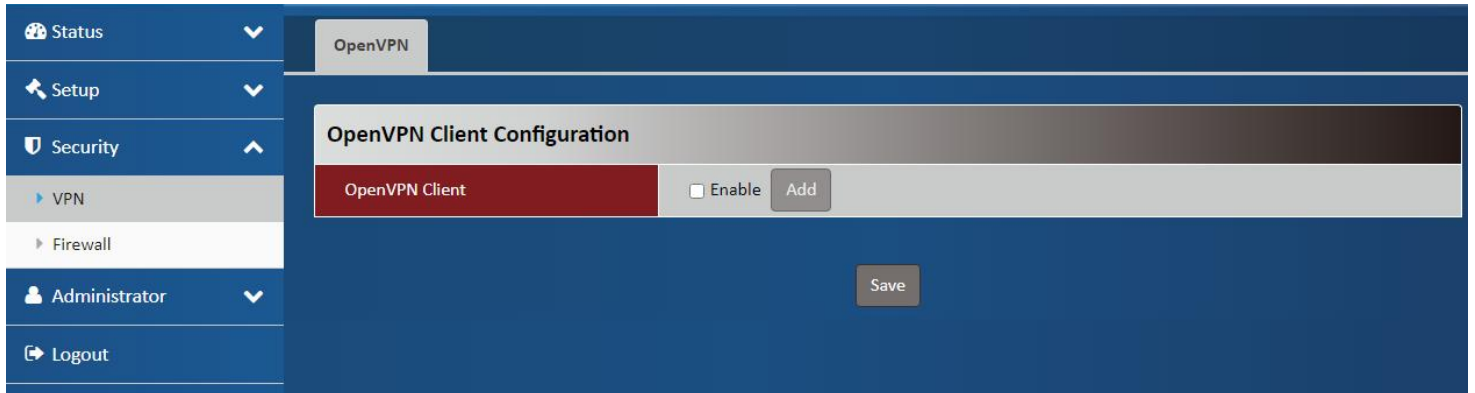 Status
Setup
Security
VPN
Firewall
Administrator
Logout
OpenVPN
OpenVPN Client Configuration
OpenVPN Client Enable Add
Save